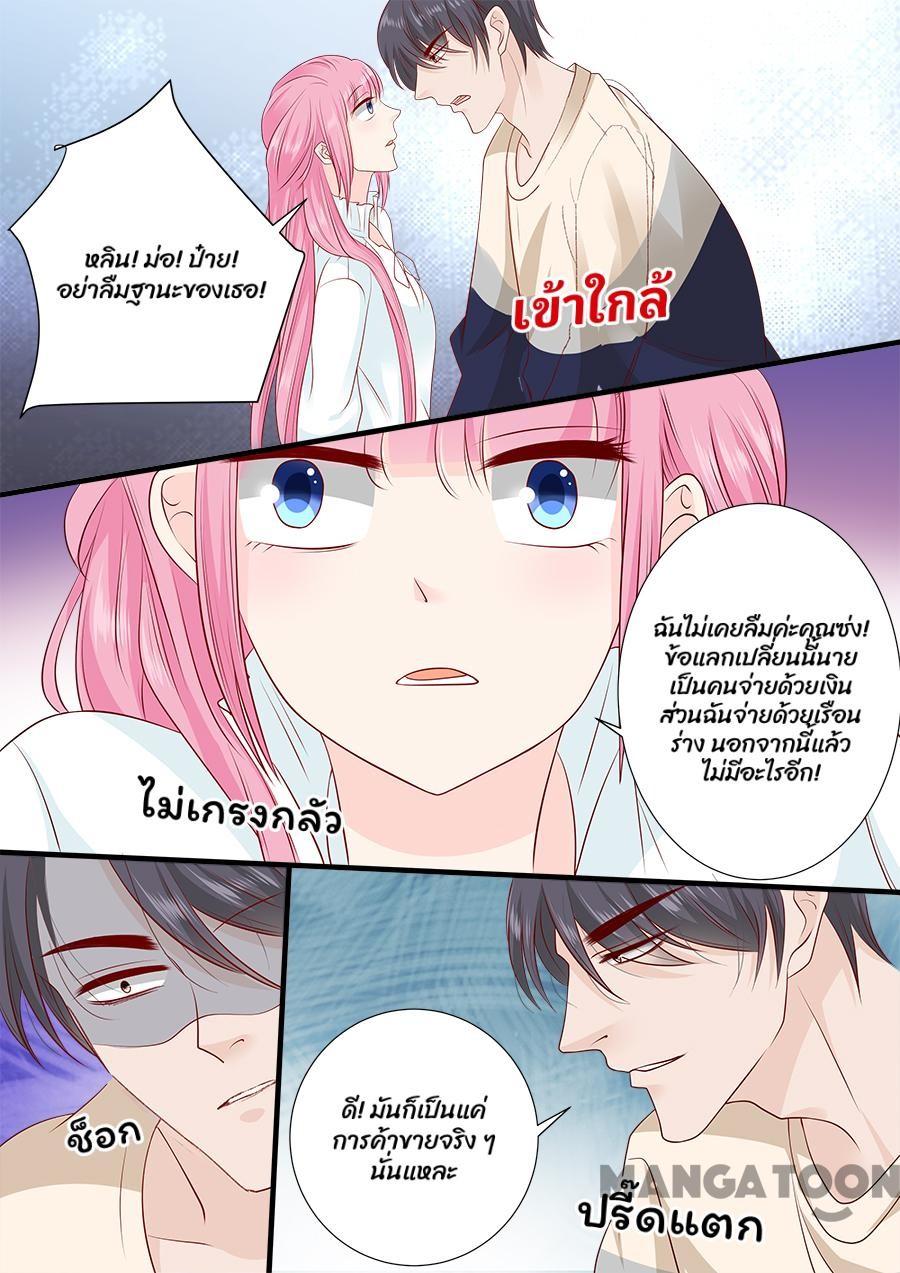 หลิน! ม่อ! ป๋าย!
อย่าลืมฐานะของเธอ!
เข้าใกล้
ฉันไม่เคยลืมค่ะคุณซ่ง!
ข้อแลกเปลี่ยนนี้นาย
เป็นคนจ่ายด้วยเงิน
ส่วนฉันจ่ายด้วยเรือน
ร่าง นอกจากนี้แล้ว
ไม่มีอะไรอีก!
ไม่เกรงกลัว
ช็อก
ดี! มันก็เป็นแค่
การค้าขายจริง ๆ
นั่นแหละ
MANGATOON
ปรี๊ดแตก